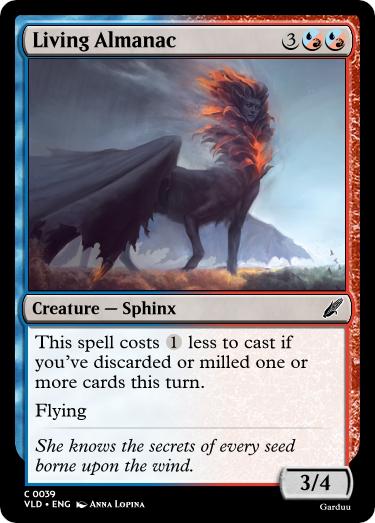 Living Almanac 3
Creature — Sphinx
This spell costs 1 less to cast if
you've discarded or milled one or
more cards this turn.
Flying
She knows the secrets of every seed
borne upon the wind.
3/4
C 0039
VLD • ENG Anna Lopina
Garduu